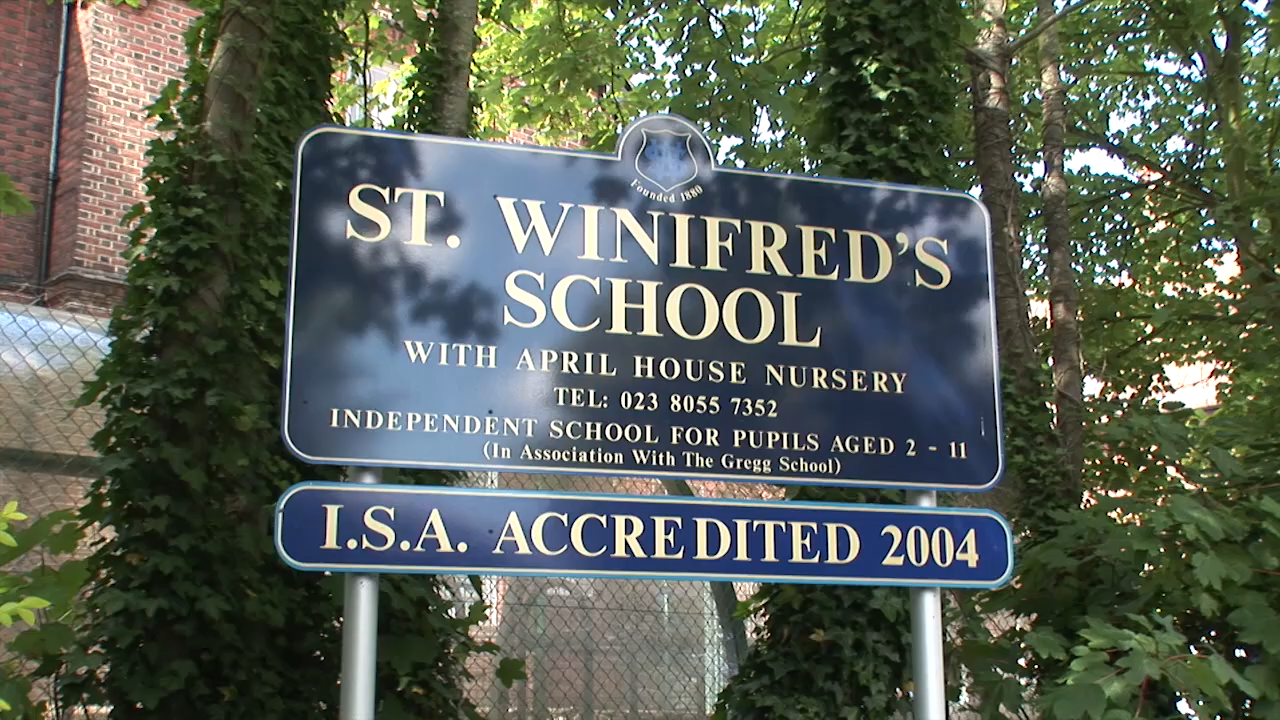 Founded 1880
ST. WINIFRED'S
SCHOOL
WITH APRIL HOUSE NURSERY
TEL: 023 8055 7352
INDEPENDENT SCHOOL FOR PUPILS AGED 2 - 11
(In Association With The Gregg School)
I.S.A. ACCREDITED 2004